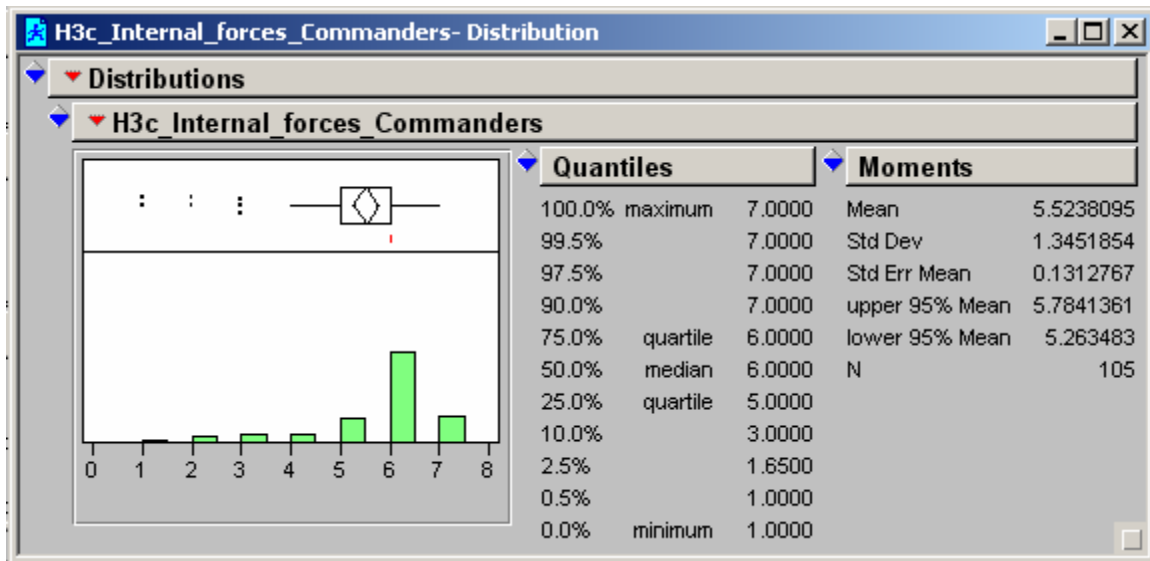 H3c_Internal_forces_Commanders- Distribution
Distributions
H3c_Internal_forces_Commanders
0 1 2 3 4 5 6 7 8
Quantiles
100.0% maximum 7.0000
99.5% 7.0000
97.5% 7.0000
90.0% 7.0000
75.0% quartile 6.0000
50.0% median 6.0000
25.0% quartile 5.0000
10.0% 3.0000
2.5% 1.6500
0.5% 1.0000
0.0% minimum 1.0000
Moments
Mean 5.5238095
Std Dev 1.3451854
Std Err Mean 0.1312767
upper 95% Mean 5.7841361
lower 95% Mean 5.263483
N 105